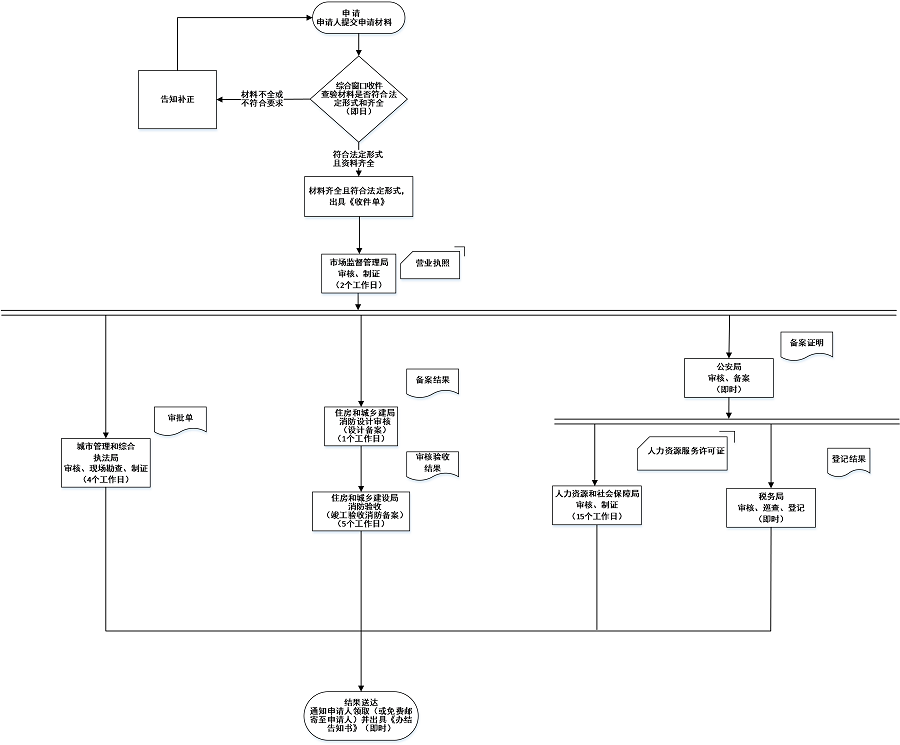 申 请
申请人提交申请材料
综合窗口收件
查验材料是否符合法
定形式和齐全
（即日）
材料不全或
不符合要求
告知补正
符合法定形式
且资料齐全
材料齐全且符合法定形式，
出具《收件单》
市场监督管理局
审核、制证
（2个工作日）
营业执照
备案证明
公安局
审核、备案
（即时）
备案结果
住房和城乡建局
消防设计审核
（设计备案）
（1个工作日）
审批单
城市管理和综合
执法局
审核、现场勘查、制证
（4个工作日）
审核验收
结果
住房和城乡建设局
消防验收
（竣工验收消防备案）
（5个工作日）
人力资源服务许可证
人力资源和社会保障局
审核、制证
（15个工作日）
登记结果
税务局
审核、巡查、登记
（即时）
结果送达
通知申请人领取（或免费邮
寄至申请人）并出具《办结
告知书》（即时）